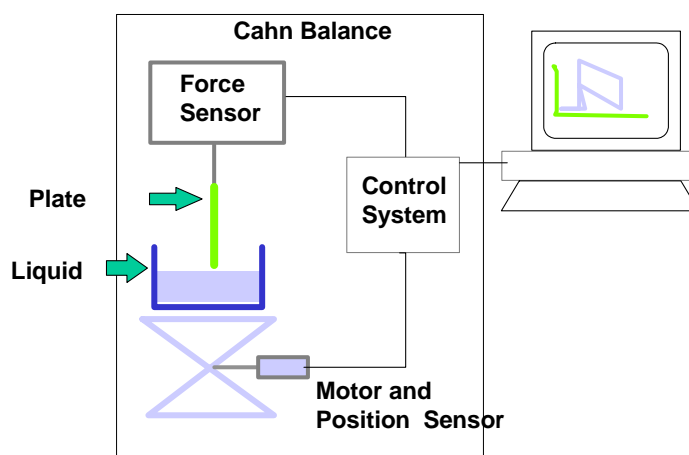 Cahn Balance
Force
Sensor
Plate
Control
System
Liquid
Motor and
Position Sensor